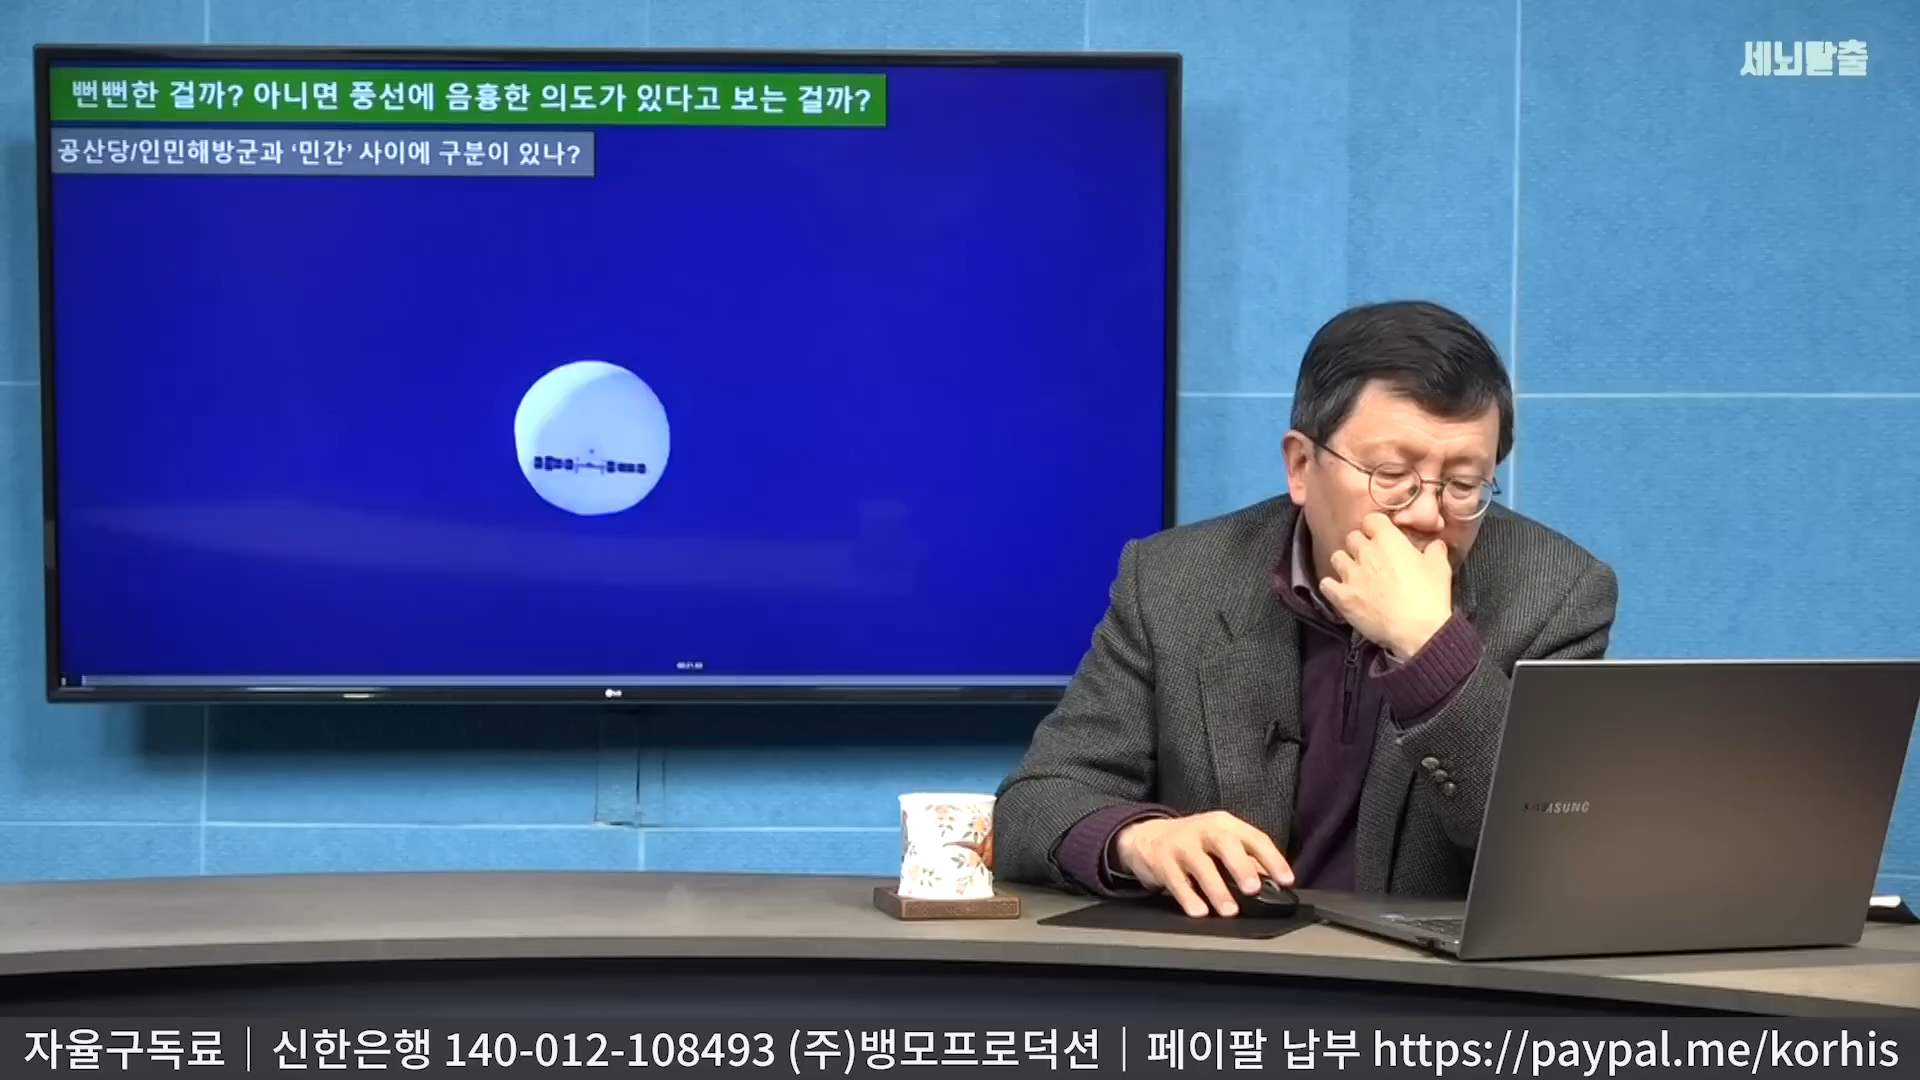 세뇌탈출
뻔뻔한 걸까? 아니면 풍선에 음흉한 의도가 있다고 보는 걸까?
공산당/인민해방군과 ‘민간’ 사이에 구분이 있나?
LG
SAMSUNG
자율구독료│신한은행 140-012-108493 (주)뱅모프로덕션│페이팔 납부 https://paypal.me/korhis